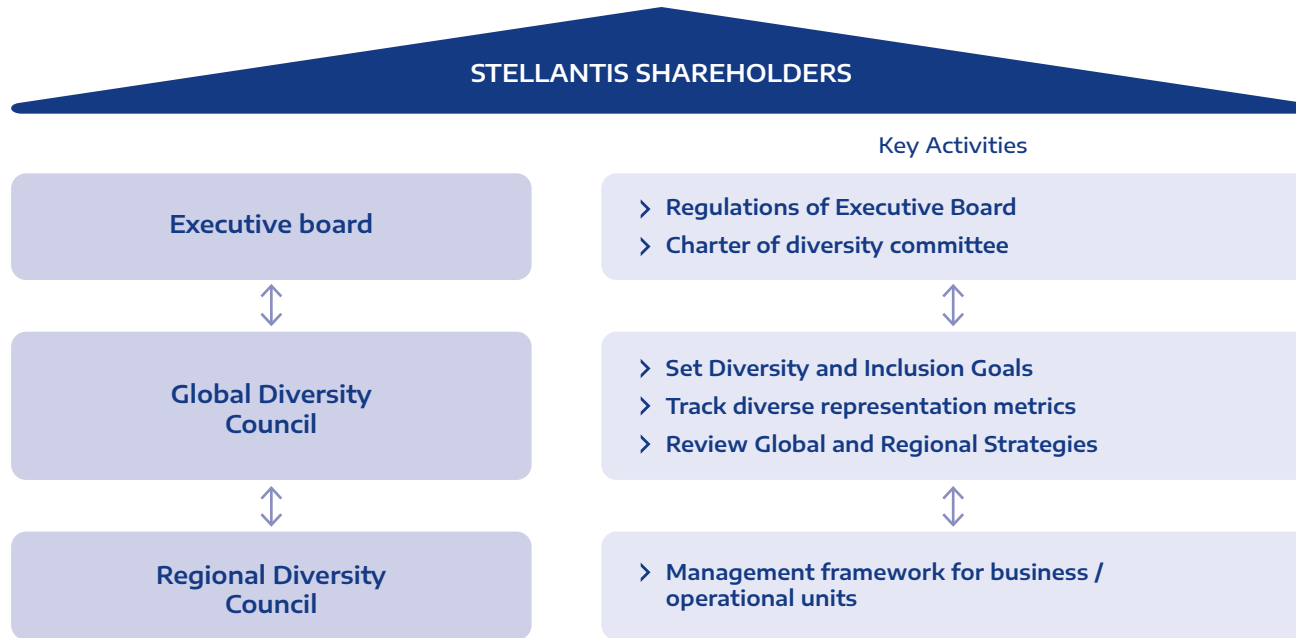 STELLANTIS SHAREHOLDERS
Key Activities
Executive board
> Regulations of Executive Board
> Charter of diversity committee
Global Diversity
Council
> Set Diversity and Inclusion Goals
> Track diverse representation metrics
> Review Global and Regional Strategies
Regional Diversity
Council
> Management framework for business /
operational units